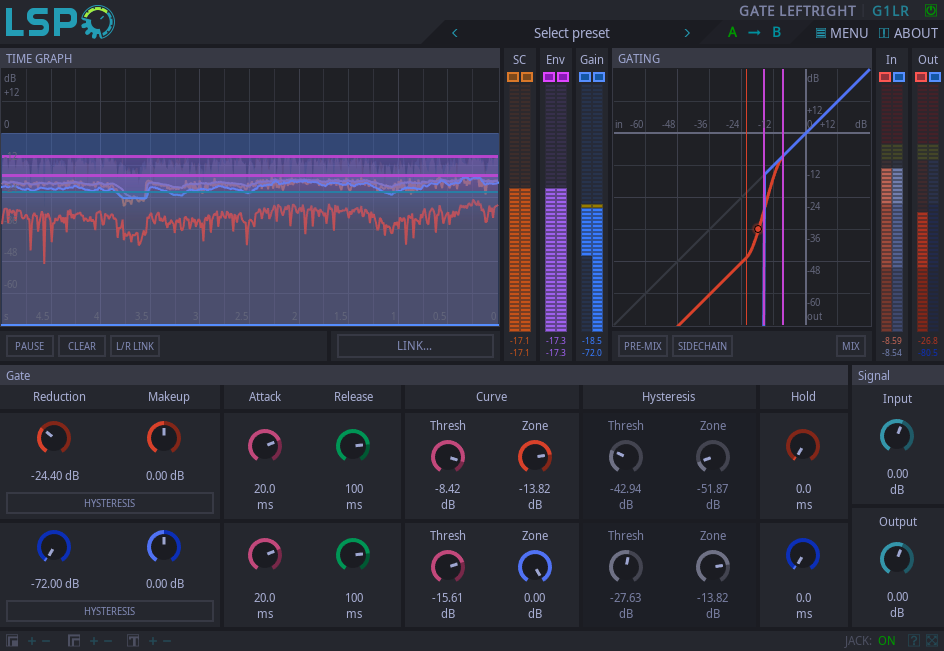 LSP
GATE LEFTRIGHT G1LR
Select preset A → B MENU ABOUT
TIME GRAPH SC Env Gain GATING In Out
dB
+12
0
-48
-60
s 4.5 4 3.5 3 2.5 2 1.5 1 0.5 0
dB
+12
in -60 -48 -36 -24 -12 0 +12 dB
-12
-24
-36
-48
-60
out
PAUSE CLEAR L/R LINK LINK... -17.1 -17.3 -18.5 PRE-MIX SIDECHAIN MIX -8.59 -26.8
-17.1 -17.3 -72.0 -8.54
Gate Signal
Reduction Makeup Attack Release Curve Hysteresis Hold Input
Thresh Zone Thresh Zone
-24.40 dB 0.00 dB 0.00
dB
20.0 100 -8.42 -13.82 -42.94 -51.87 0.0
ms ms dB dB dB dB ms
HYSTERESIS
Output
Thresh Zone Thresh Zone
-72.00 dB 0.00 dB 0.00
dB
20.0 100 -15.61 0.00 -27.63 -13.82 0.0
ms ms dB dB dB dB ms
HYSTERESIS
+ − + − T + − JACK: ON ?